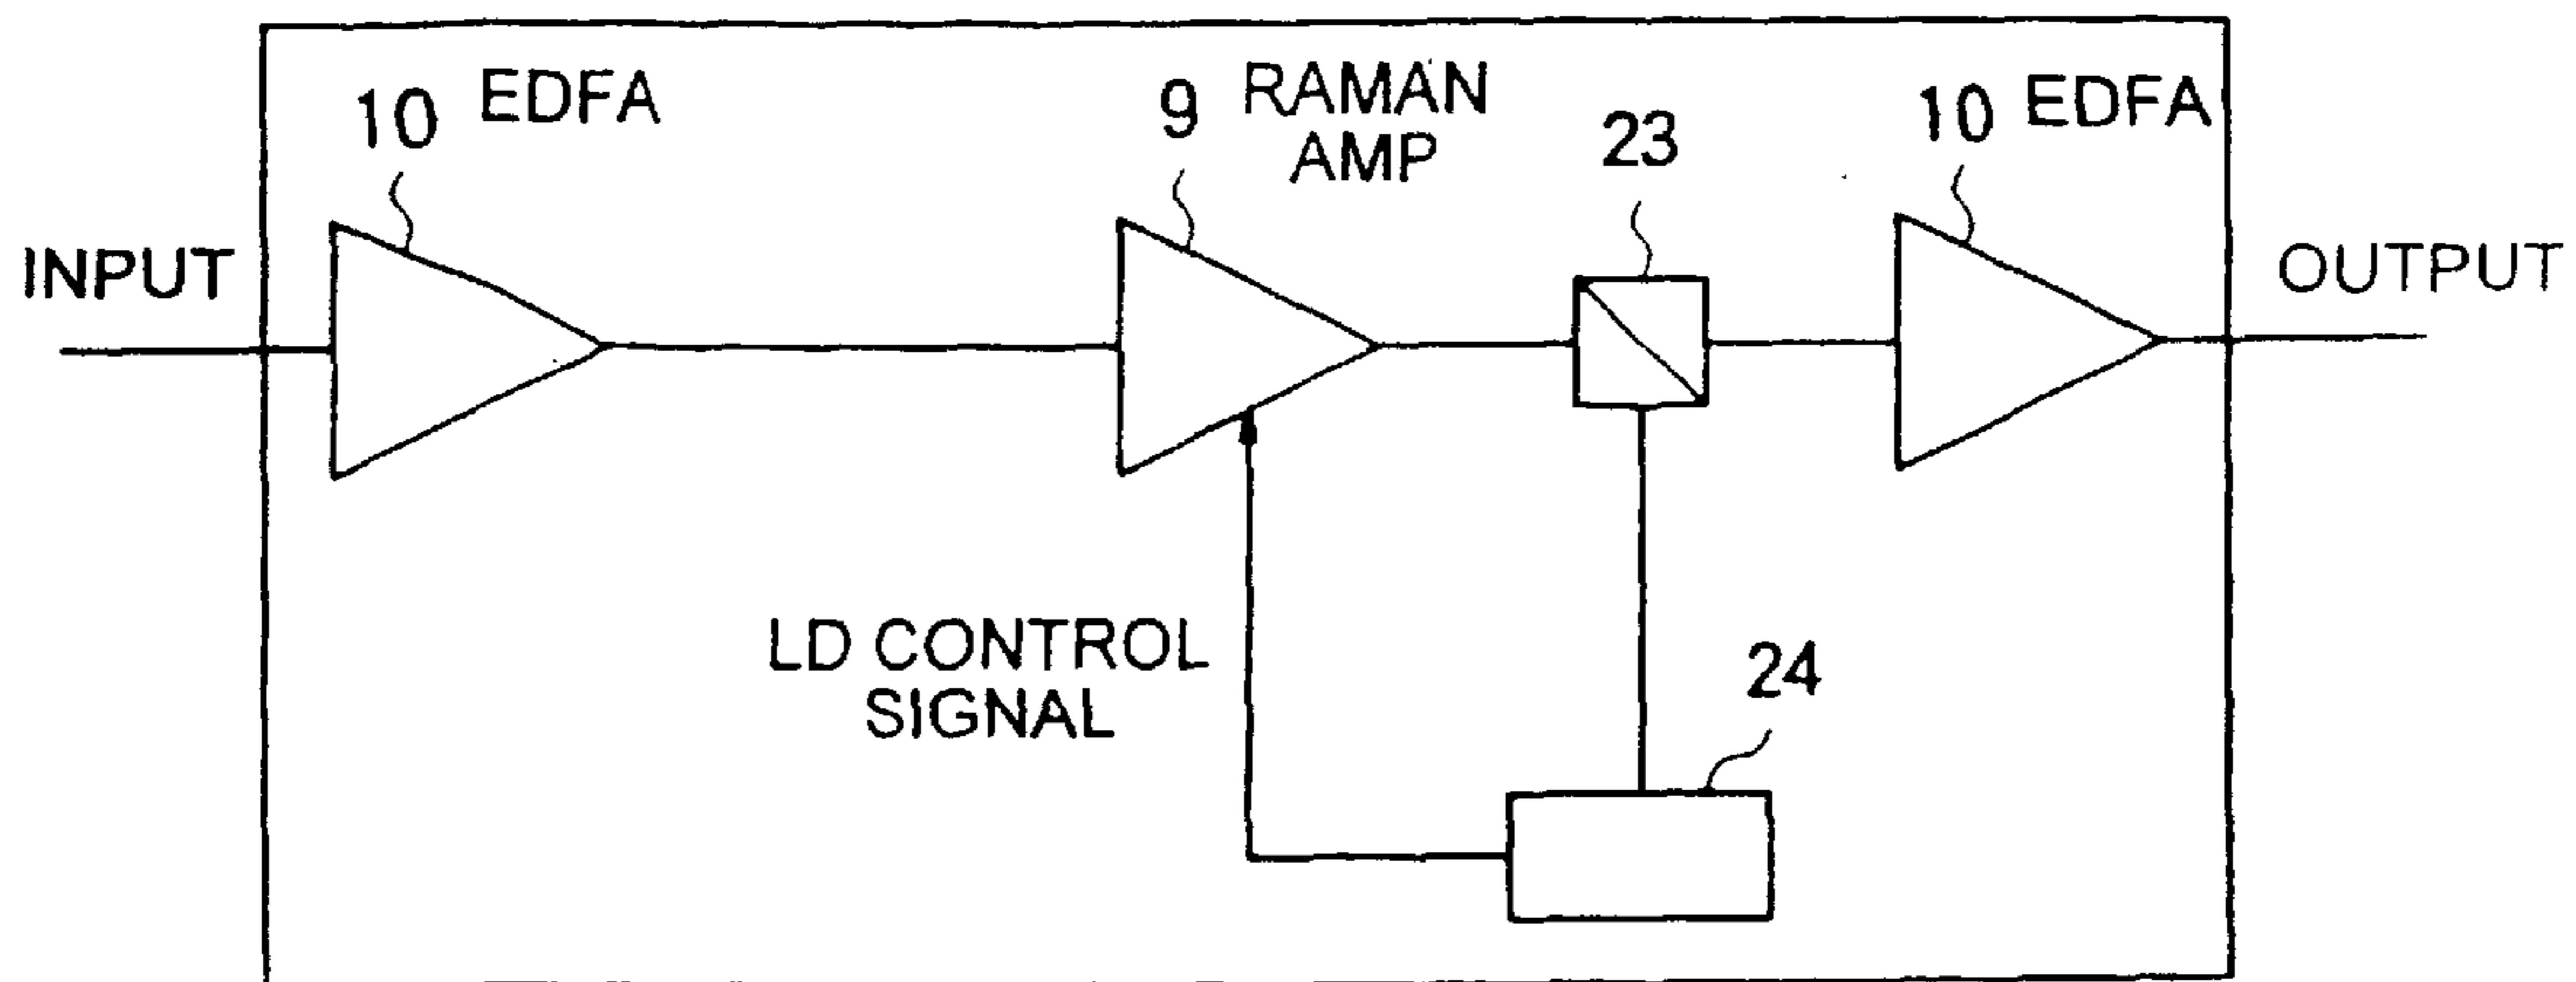 10 EDFA
9 RAMAN
AMP
23
10 EDFA
INPUT
OUTPUT
LD CONTROL
SIGNAL
24